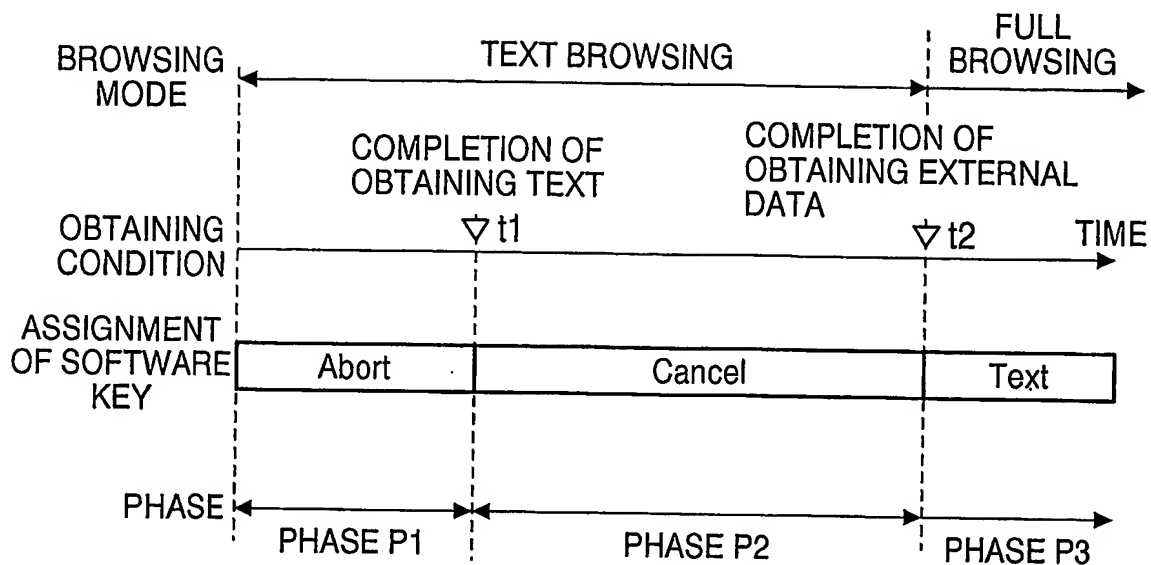 BROWSING
MODE
TEXT BROWSING
FULL
BROWSING
COMPLETION OF
OBTAINING TEXT
COMPLETION OF
OBTAINING EXTERNAL
DATA
OBTAINING
CONDITION
t1
t2
TIME
ASSIGNMENT
OF SOFTWARE
KEY
Abort
Cancel
Text
PHASE
PHASE P1
PHASE P2
PHASE P3